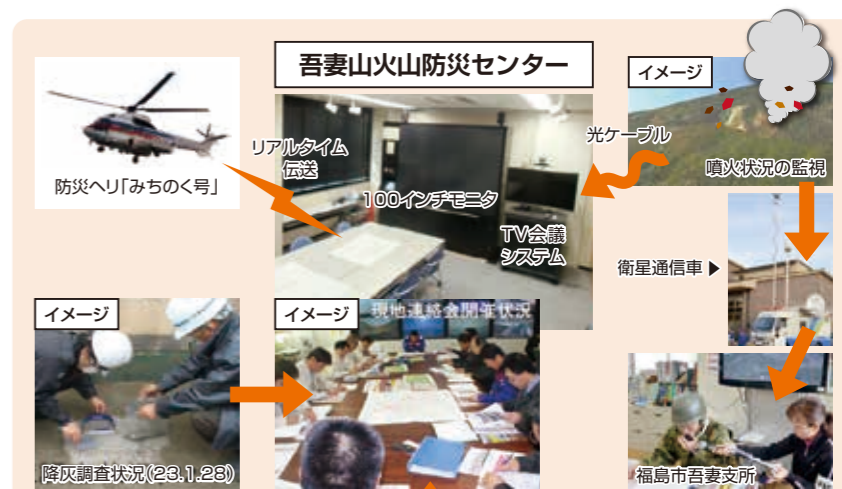 吾妻山火山防災センター
イメージ
防災ヘリ「みちのく号」
リアルタイム
伝送
100インチモニタ
TV会議
システム
光ケーブル
噴火状況の監視
衛星通信車▶
イメージ
降灰調査状況(23.1.28)
イメージ
現地連絡会開催状況
福島市吾妻支所